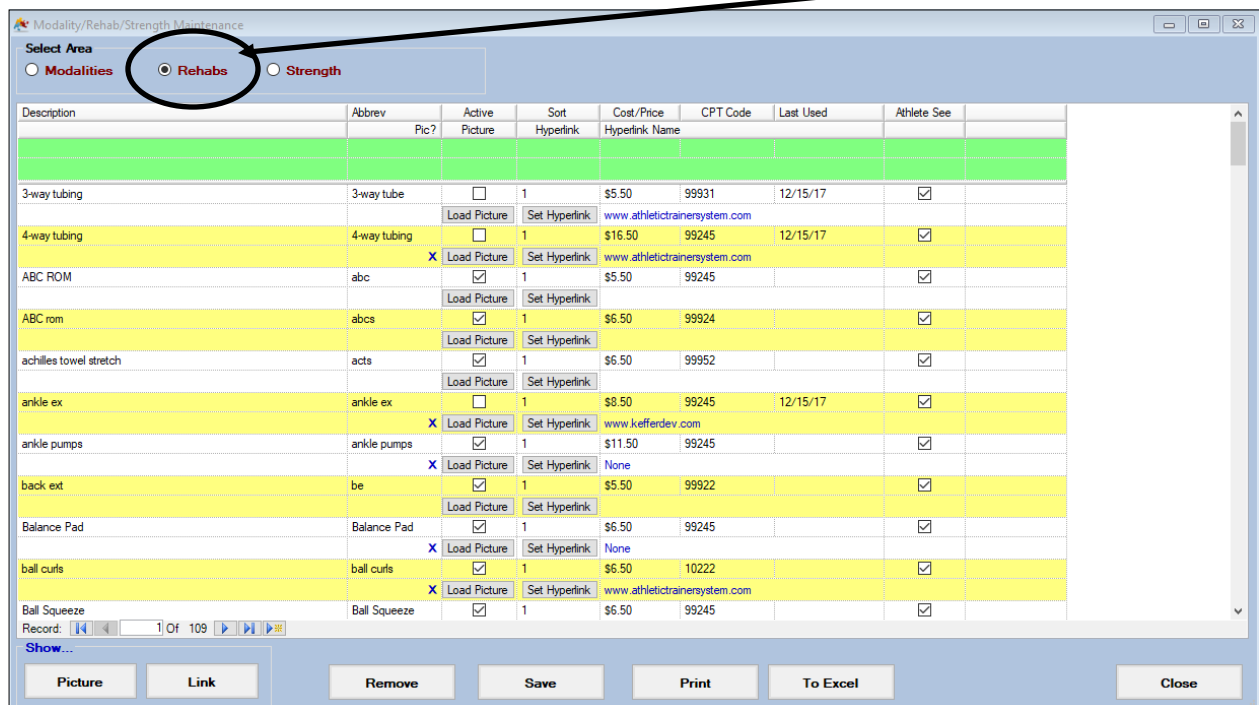 Modality/Rehab/Strength Maintenance
Select Area
Modalities Rehabs Strength
Description Abbrev Active Sort Cost/Price CPT Code Last Used Athlete See
Pic? Picture Hyperlink Hyperlink Name
3-way tubing 3-way tube 1 $5.50 99931 12/15/17
Load Picture Set Hyperlink www.athletictrainersystem.com
4-way tubing 4-way tubing 1 $16.50 99245 12/15/17
X Load Picture Set Hyperlink www.athletictrainersystem.com
ABC ROM abc 1 $5.50 99245
Load Picture Set Hyperlink
ABC rom abcs 1 $6.50 99924
Load Picture Set Hyperlink
achilles towel stretch acts 1 $6.50 99952
Load Picture Set Hyperlink
ankle ex ankle ex 1 $8.50 99245 12/15/17
X Load Picture Set Hyperlink www.kefferdev.com
ankle pumps ankle pumps 1 $11.50 99245
X Load Picture Set Hyperlink None
back ext be 1 $5.50 99922
Load Picture Set Hyperlink
Balance Pad Balance Pad 1 $6.50 99245
X Load Picture Set Hyperlink None
ball curls ball curls 1 $6.50 10222
X Load Picture Set Hyperlink www.athletictrainersystem.com
Ball Squeeze Ball Squeeze 1 $6.50 99245
Record: 1 Of 109
Show...
Picture Link Remove Save Print To Excel Close